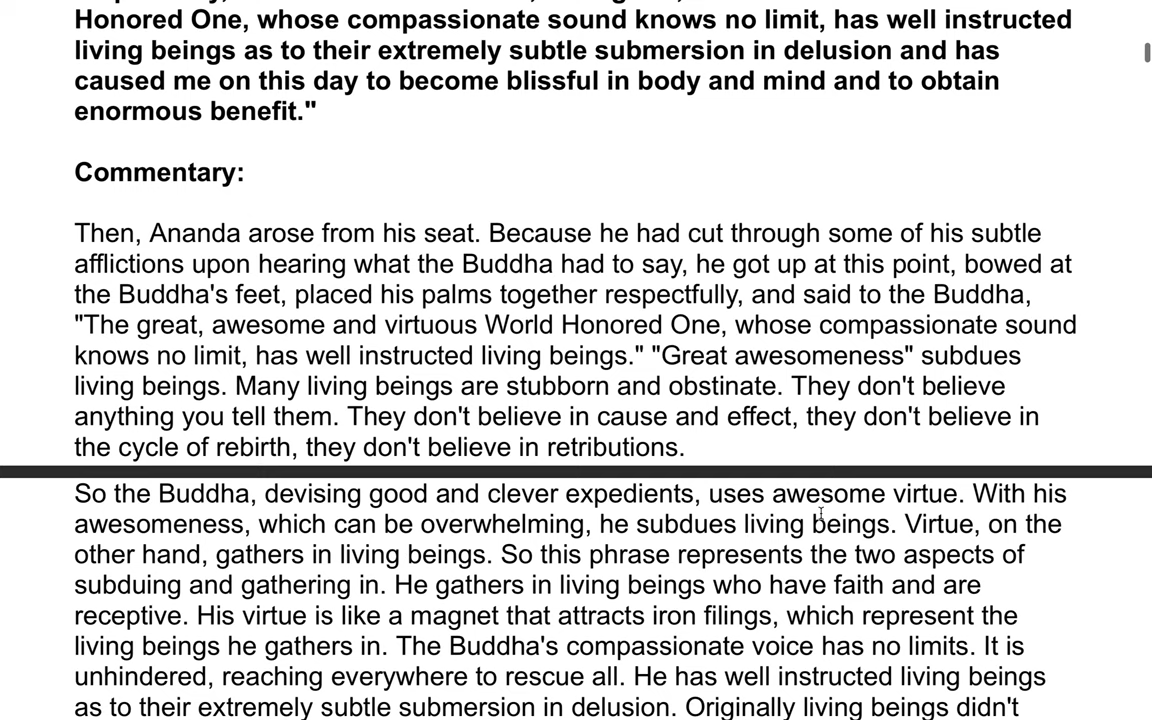 Honored One, whose compassionate sound knows no limit, has well instructed
living beings as to their extremely subtle submersion in delusion and has
caused me on this day to become blissful in body and mind and to obtain
enormous benefit."
Commentary:
Then, Ananda arose from his seat. Because he had cut through some of his subtle
afflictions upon hearing what the Buddha had to say, he got up at this point, bowed at
the Buddha's feet, placed his palms together respectfully, and said to the Buddha,
"The great, awesome and virtuous World Honored One, whose compassionate sound
knows no limit, has well instructed living beings." "Great awesomeness" subdues
living beings. Many living beings are stubborn and obstinate. They don't believe
anything you tell them. They don't believe in cause and effect, they don't believe in
the cycle of rebirth, they don't believe in retributions.
So the Buddha, devising good and clever expedients, uses awesome virtue. With his
awesomeness, which can be overwhelming, he subdues living beings. Virtue, on the
other hand, gathers in living beings. So this phrase represents the two aspects of
subduing and gathering in. He gathers in living beings who have faith and are
receptive. His virtue is like a magnet that attracts iron filings, which represent the
living beings he gathers in. The Buddha's compassionate voice has no limits. It is
unhindered, reaching everywhere to rescue all. He has well instructed living beings
as to their extremely subtle submersion in delusion. Originally living beings didn't